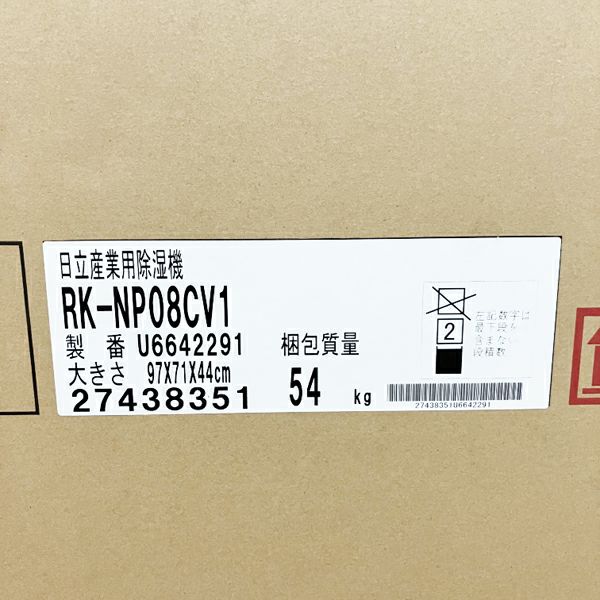 日立産業用除湿機
RK-NP08CV1
製 番 U6642291
大きさ 97X71X44cm
27438351
梱包質量
54 kg
2
左記数字は
最下段を
含まない
段積数
27438351U6642291